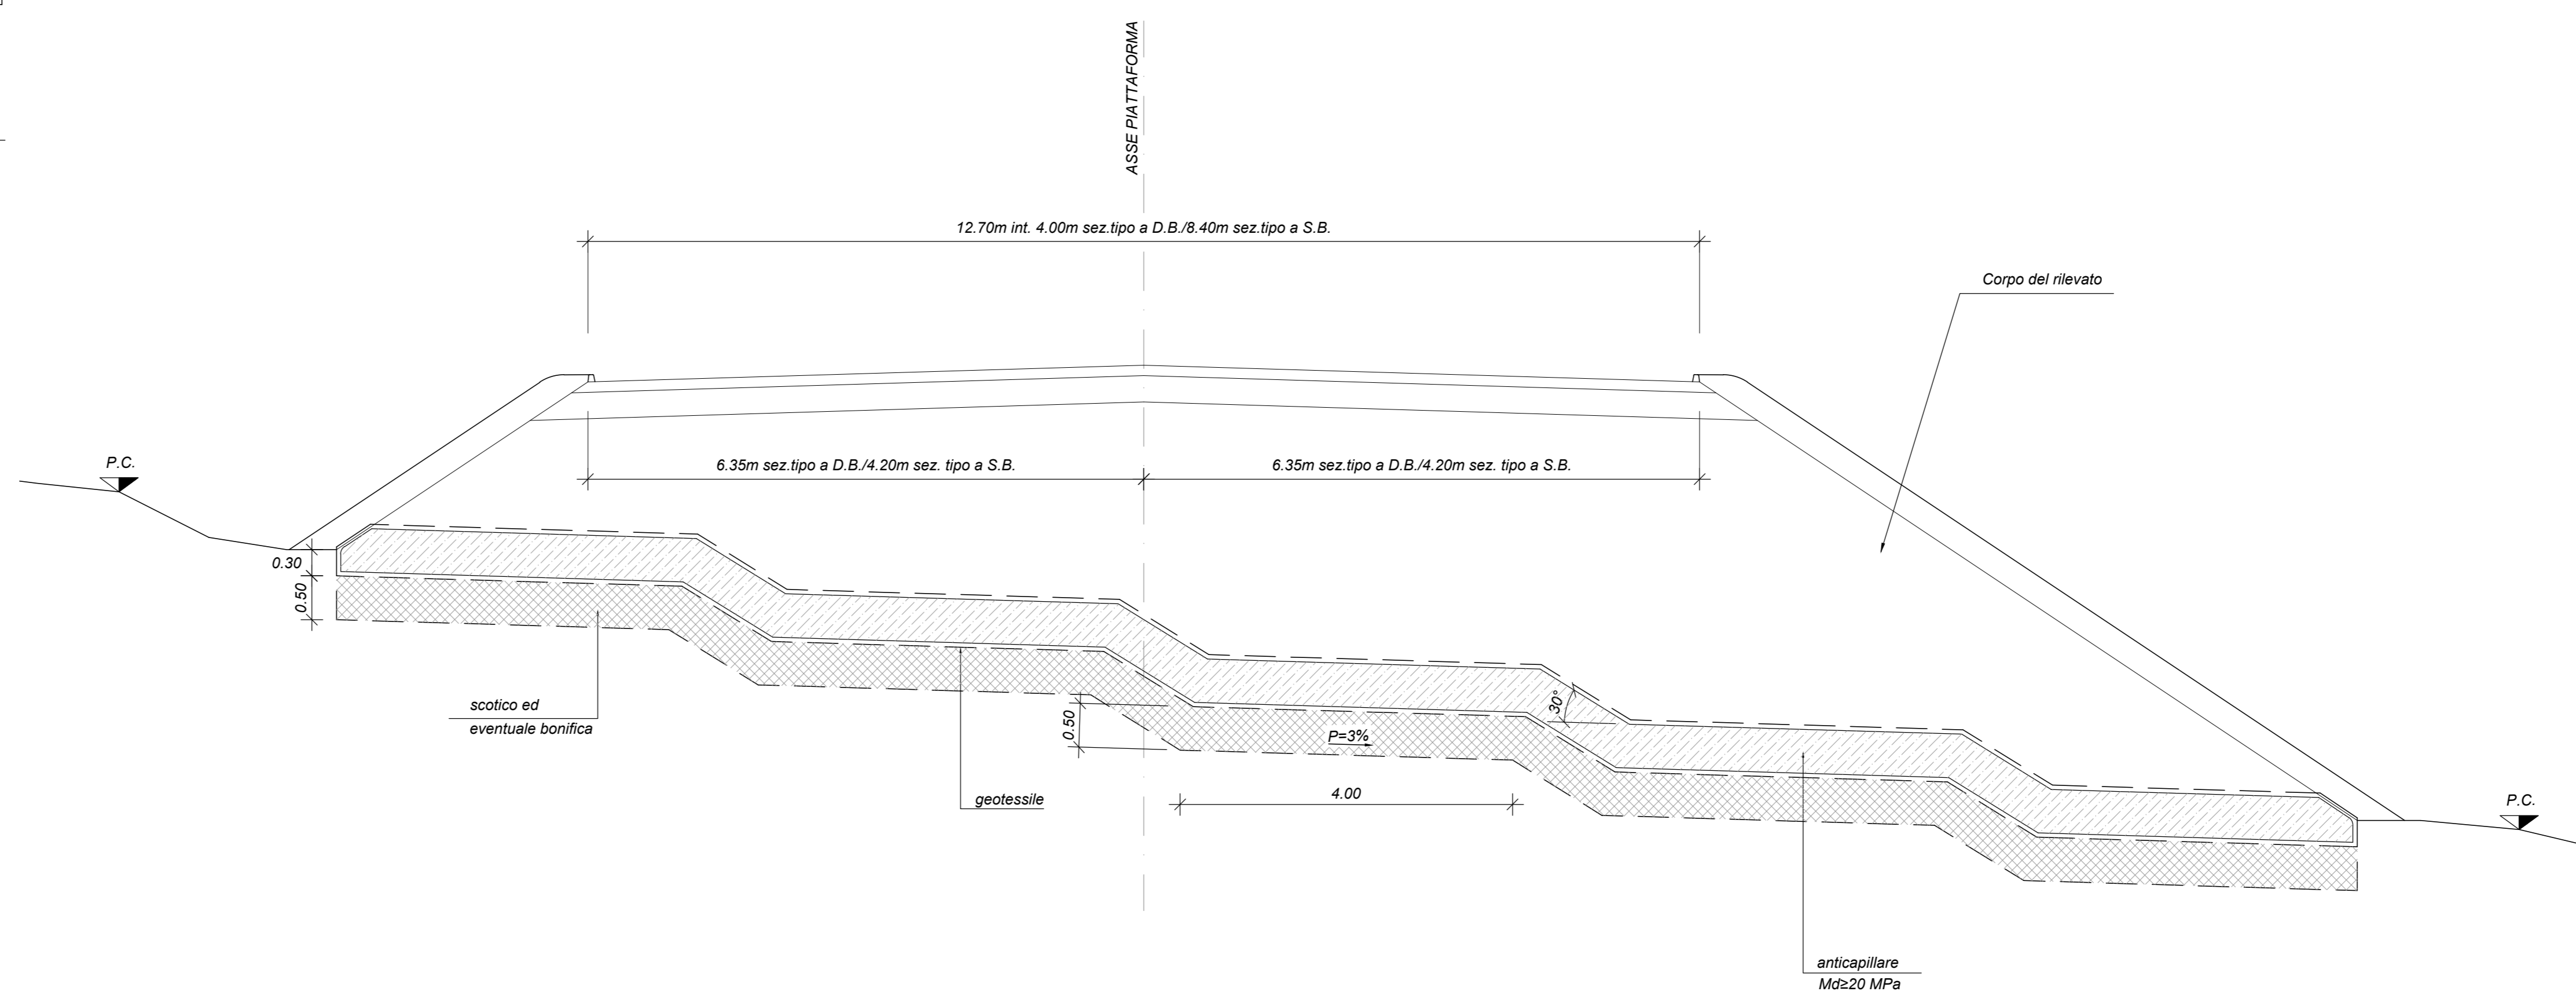 ASSE PIATTAFORMA
12.70m int. 4.00m sez.tipo a D.B./8.40m sez.tipo a S.B.
Corpo del rilevato
P.C.
6.35m sez.tipo a D.B./4.20m sez. tipo a S.B.
6.35m sez.tipo a D.B./4.20m sez. tipo a S.B.
0.30
0.50
scotico ed
eventuale bonifica
30°
0.50
P=3%
geotessile
4.00
P.C.
anticapillare
Md≥20 MPa